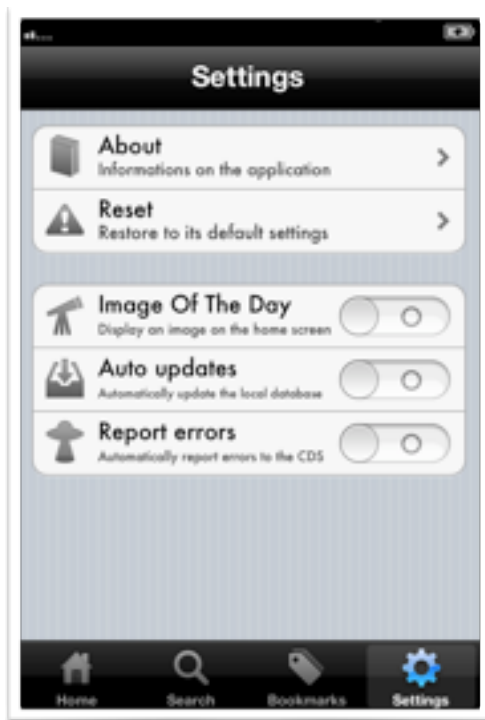 Settings
About
Informations on the application
Reset
Restore to its default settings
Image Of The Day
Display an image on the home screen
Auto updates
Automatically update the local database
Report errors
Automatically report errors to the CDS
Home Search Bookmarks Settings